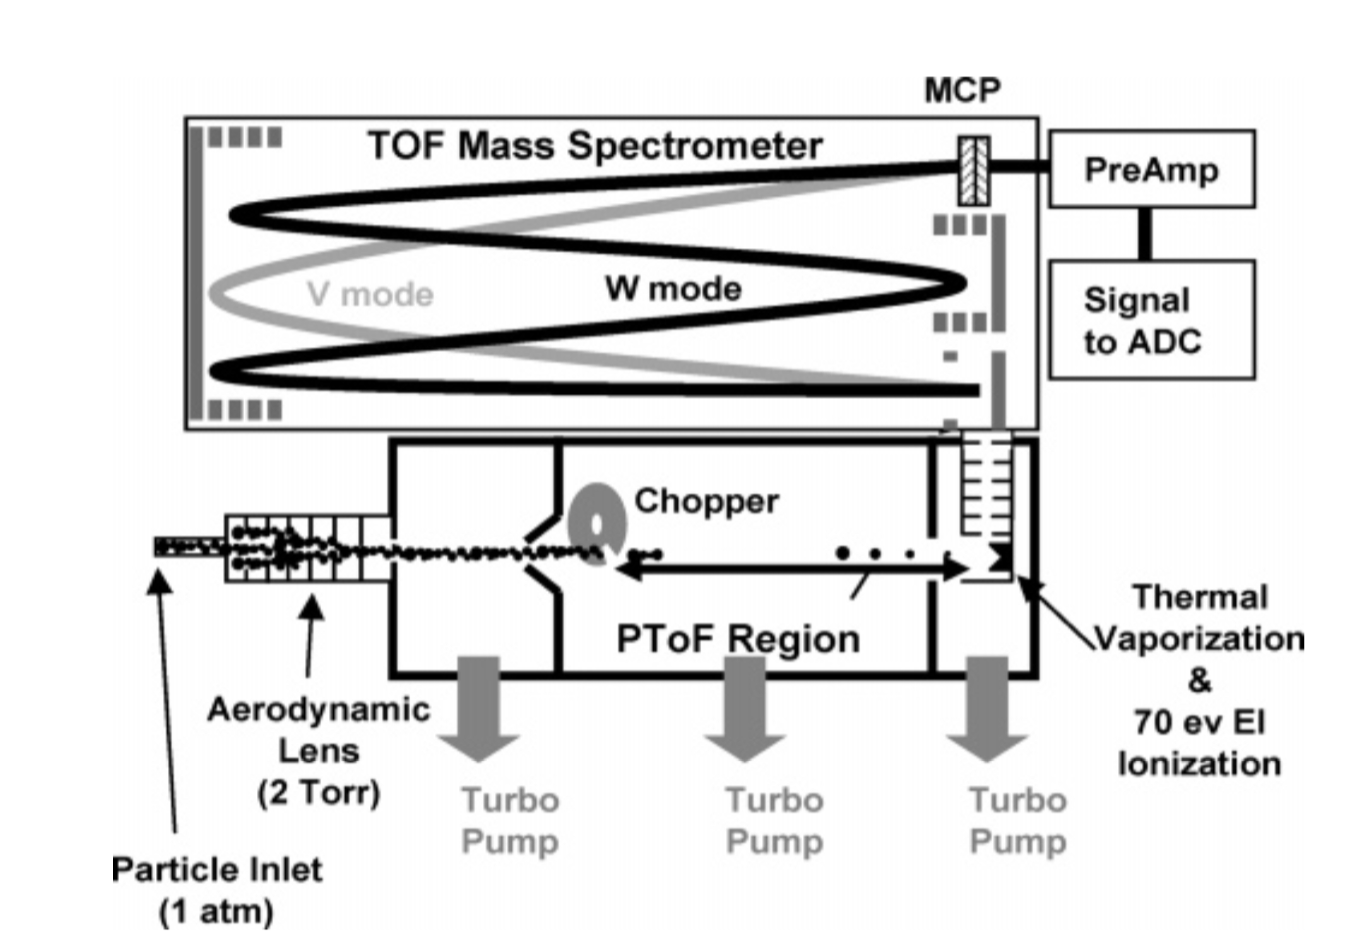 MCP
TOF Mass Spectrometer
PreAmp
V mode
W mode
Signal
to ADC
Chopper
PToF Region
Thermal
Vaporization
&
70 ev EI
Ionization
Aerodynamic
Lens
(2 Torr)
Turbo
Pump
Turbo
Pump
Turbo
Pump
Particle Inlet
(1 atm)